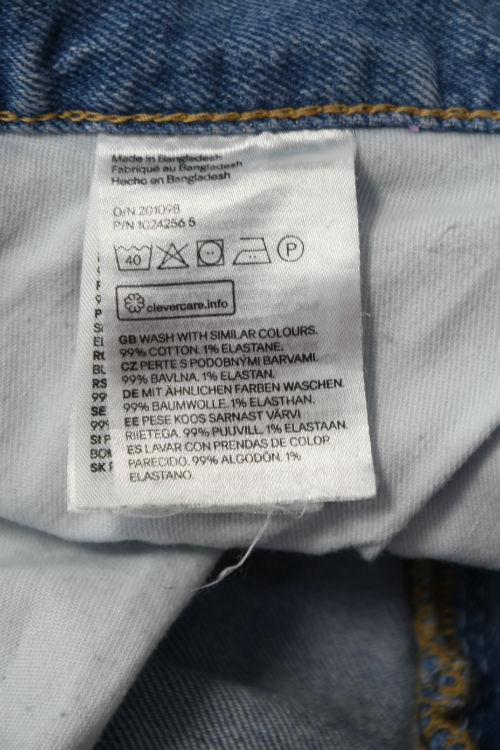 Made in Bangladesh
Fabriqué au Bangladesh
Hecho en Bangladesh
O/N 201098
P/N 1024256 5
40 P
clevercare.info
GB WASH WITH SIMILAR COLOURS.
99% COTTON. 1% ELASTANE.
CZ PERTE S PODOBNÝMI BARVAMI.
99% BAVLNA. 1% ELASTAN.
DE MIT ÄHNLICHEN FARBEN WASCHEN.
99% BAUMWOLLE. 1% ELASTHAN.
EE PESE KOOS SARNAST VÄRVI
RIIETEGA. 99% PUUVILL. 1% ELASTAAN.
ES LAVAR CON PRENDAS DE COLOR
PARECIDO. 99% ALGODÓN. 1%
ELASTANO.